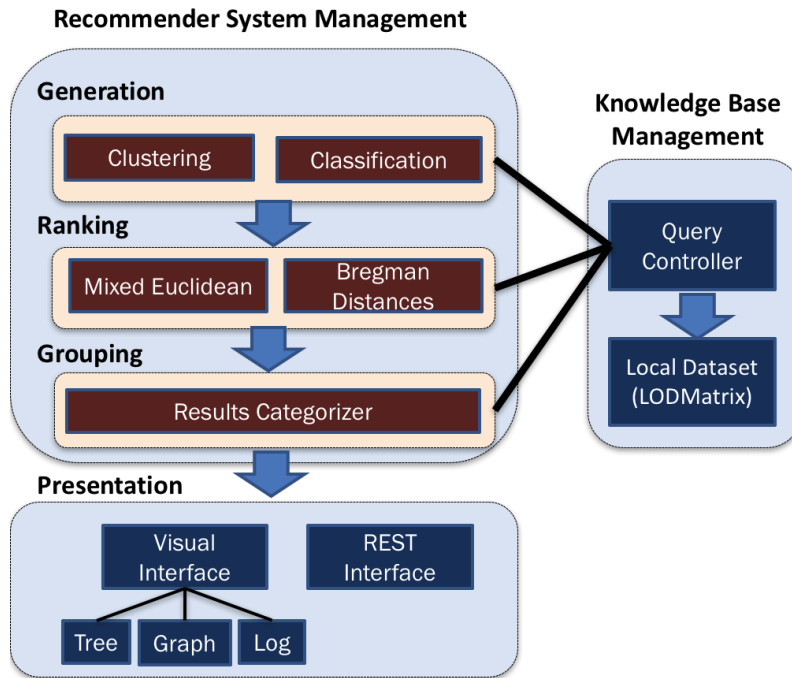 Recommender System Management
Generation
Clustering
Classification
Ranking
Mixed Euclidean
Bregman
Distances
Grouping
Results Categorizer
Knowledge Base
Management
Query
Controller
Local Dataset
(LODMatrix)
Presentation
Visual
Interface
REST
Interface
Tree
Graph
Log